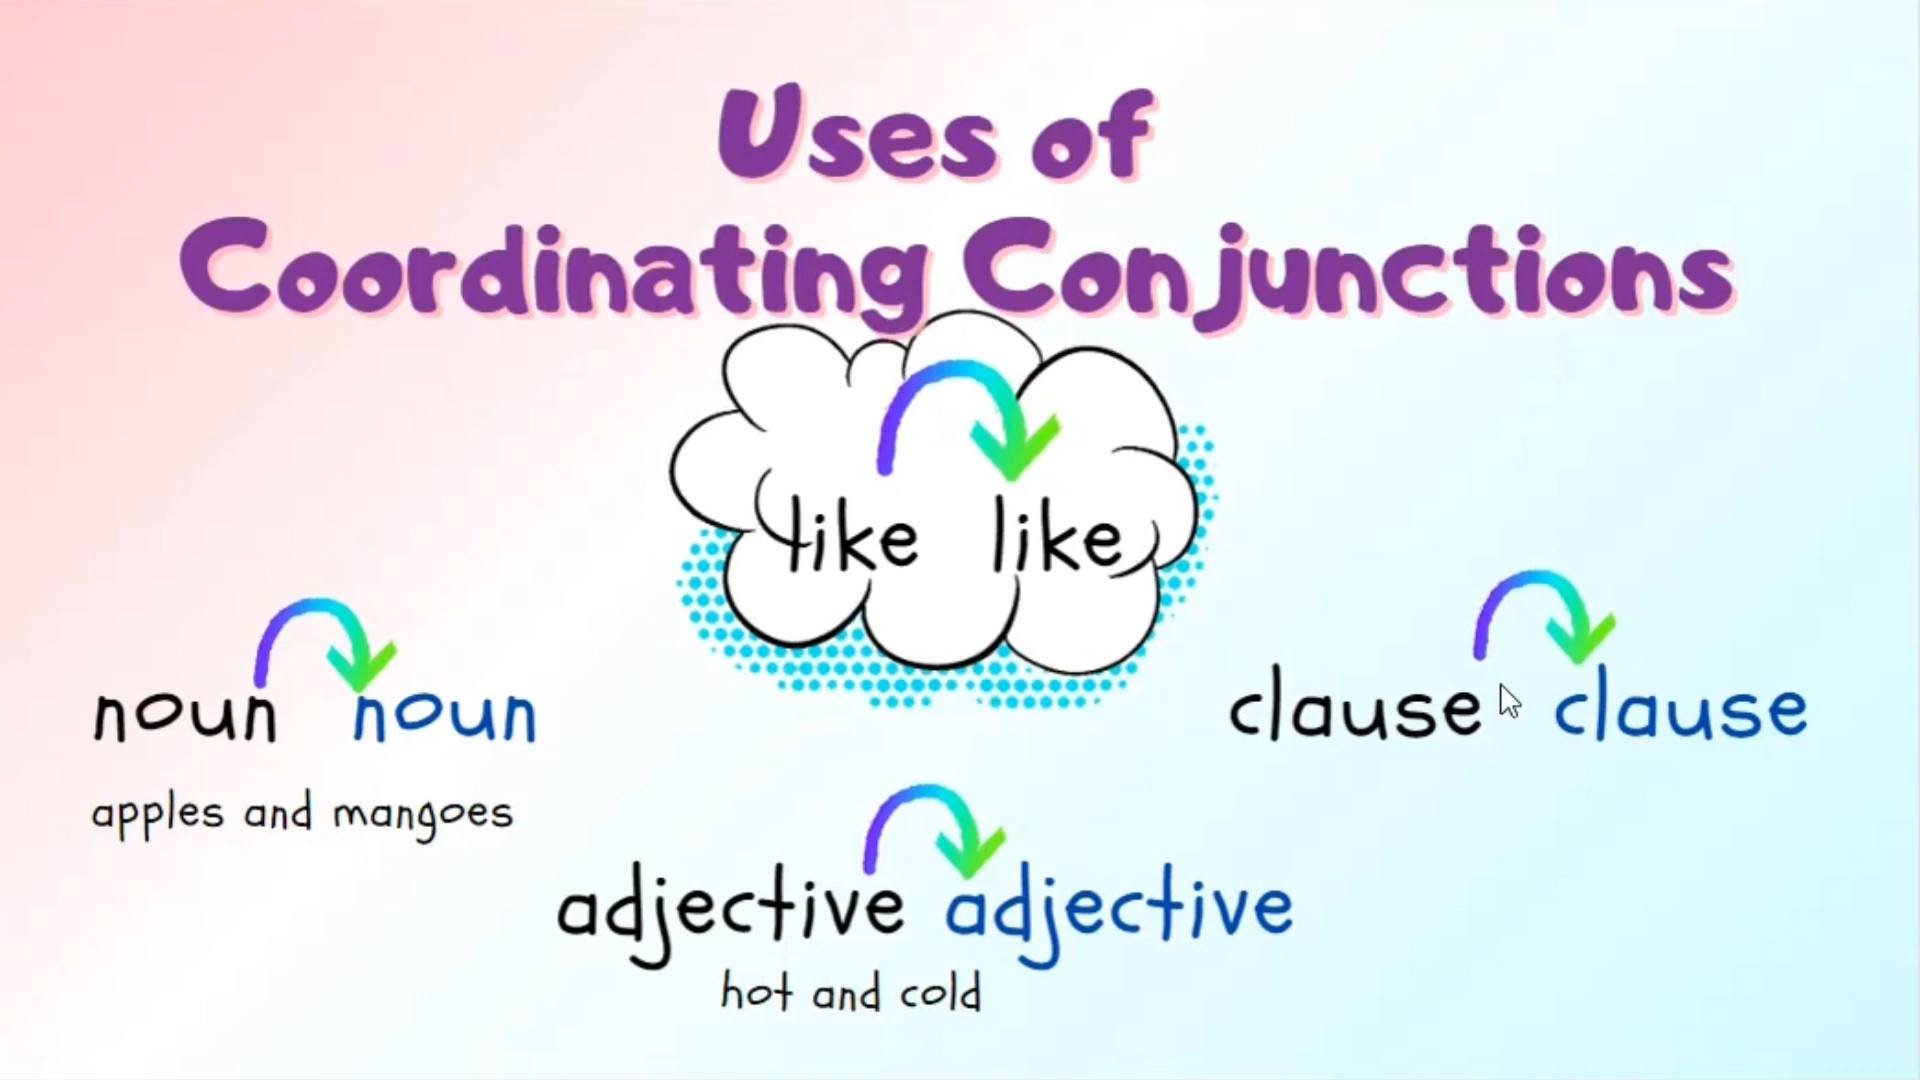 Uses of
Coordinating Conjunctions
like like
noun noun
apples and mangoes
clause clause
adjective adjective
hot and cold